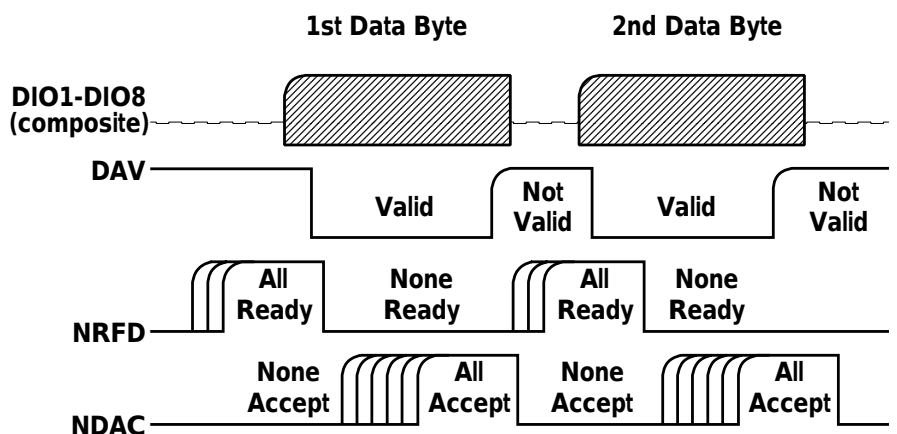 1st Data Byte
2nd Data Byte
DIO1-DIO8
(composite)
DAV
Valid
Not
Valid
Valid
Not
Valid
NRFD
All
Ready
None
Ready
All
Ready
None
Ready
NDAC
None
Accept
All
Accept
None
Accept
All
Accept